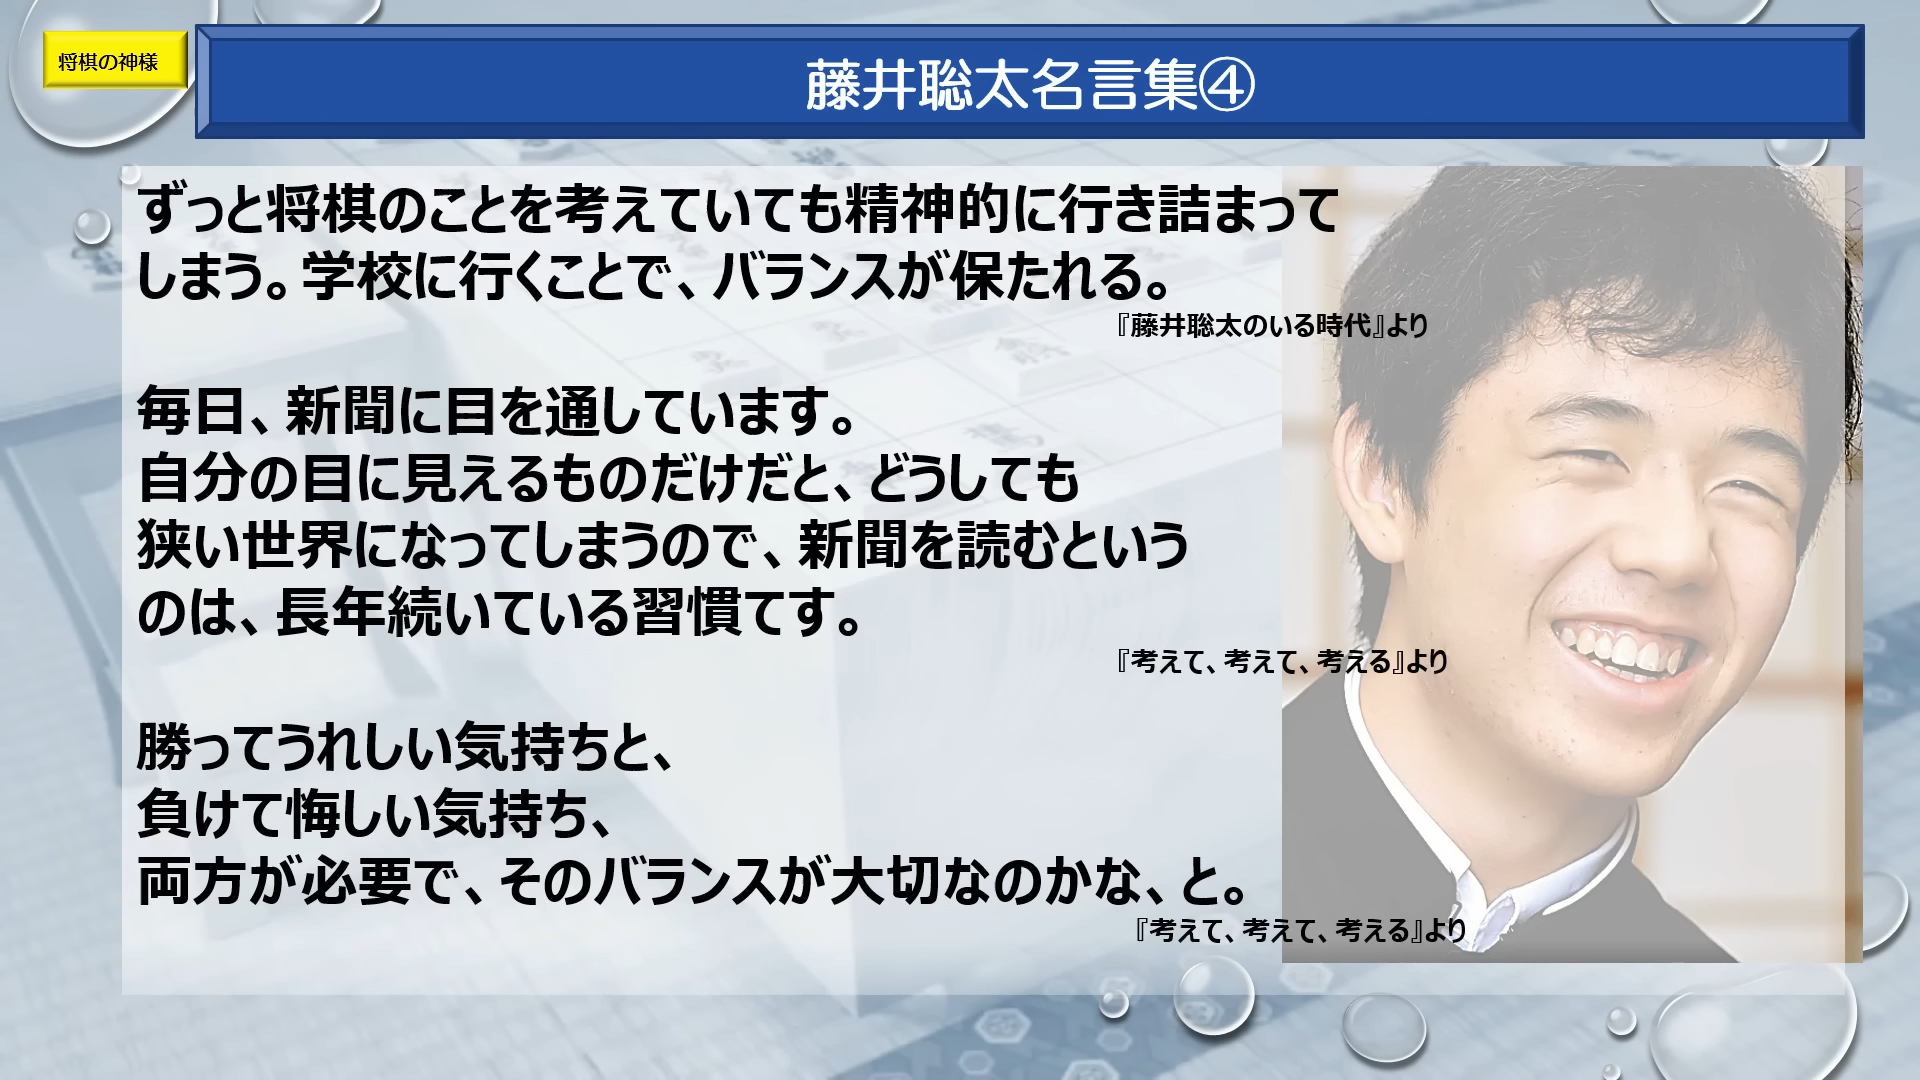 将棋の神様
藤井聡太名言集④
ずっと将棋のことを考えていても精神的に行き詰まって
しまう。学校に行くことで、バランスが保たれる。
『藤井聡太のいる時代』より
毎日、新聞に目を通しています。
自分の目に見えるものだけだと、どうしても
狭い世界になってしまうので、新聞を読むという
のは、長年続いている習慣てす。
『考えて、考えて、考える』より
勝ってうれしい気持ちと、
負けて悔しい気持ち、
両方が必要で、そのバランスが大切なのかな、と。
『考えて、考えて、考える』より